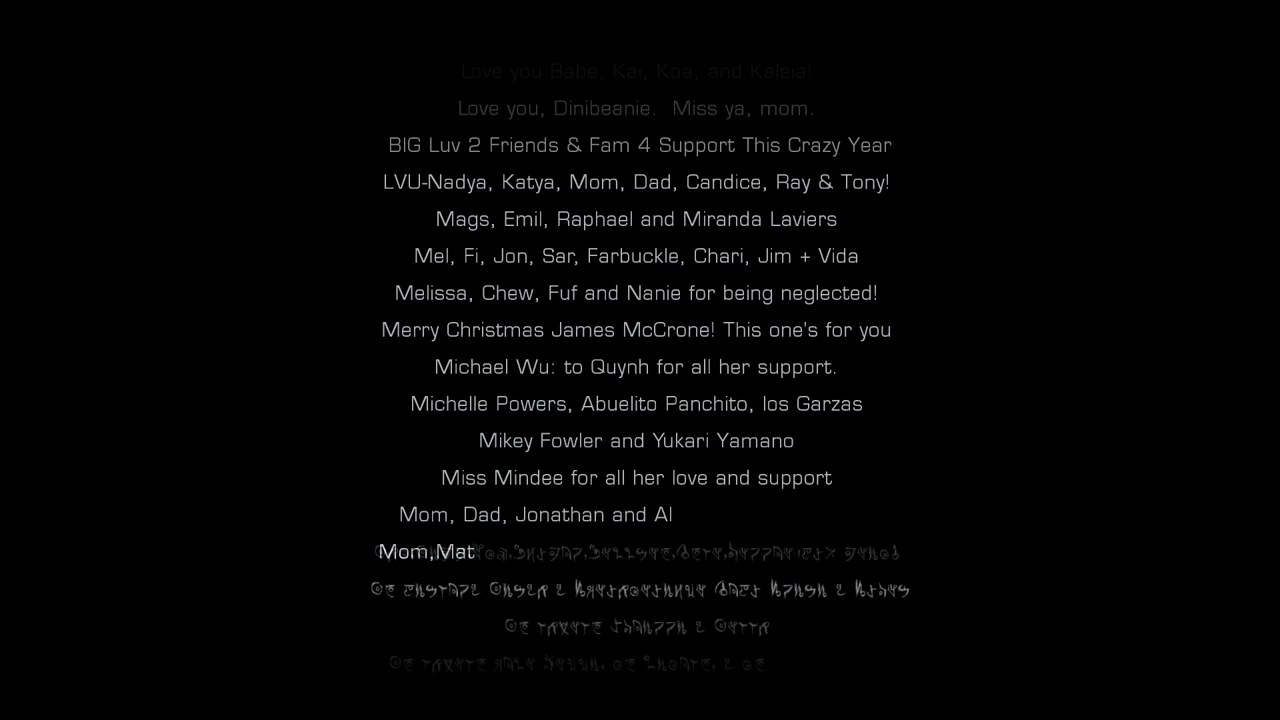 Love you Babe, Kai, Koa, and Kaleia!
Love you, Dinibeanie.  Miss ya, mom.
BIG Luv 2 Friends & Fam 4 Support This Crazy Year
LVU-Nadya, Katya, Mom, Dad, Candice, Ray & Tony!
Mags, Emil, Raphael and Miranda Laviers
Mel, Fi, Jon, Sar, Farbuckle, Chari, Jim + Vida
Melissa, Chew, Fuf and Nanie for being neglected!
Merry Christmas James McCrone! This one's for you
Michael Wu: to Quynh for all her support.
Michelle Powers, Abuelito Panchito, los Garzas
Mikey Fowler and Yukari Yamano
Miss Mindee for all her love and support
Mom, Dad, Jonathan and Al
Mom,Mat